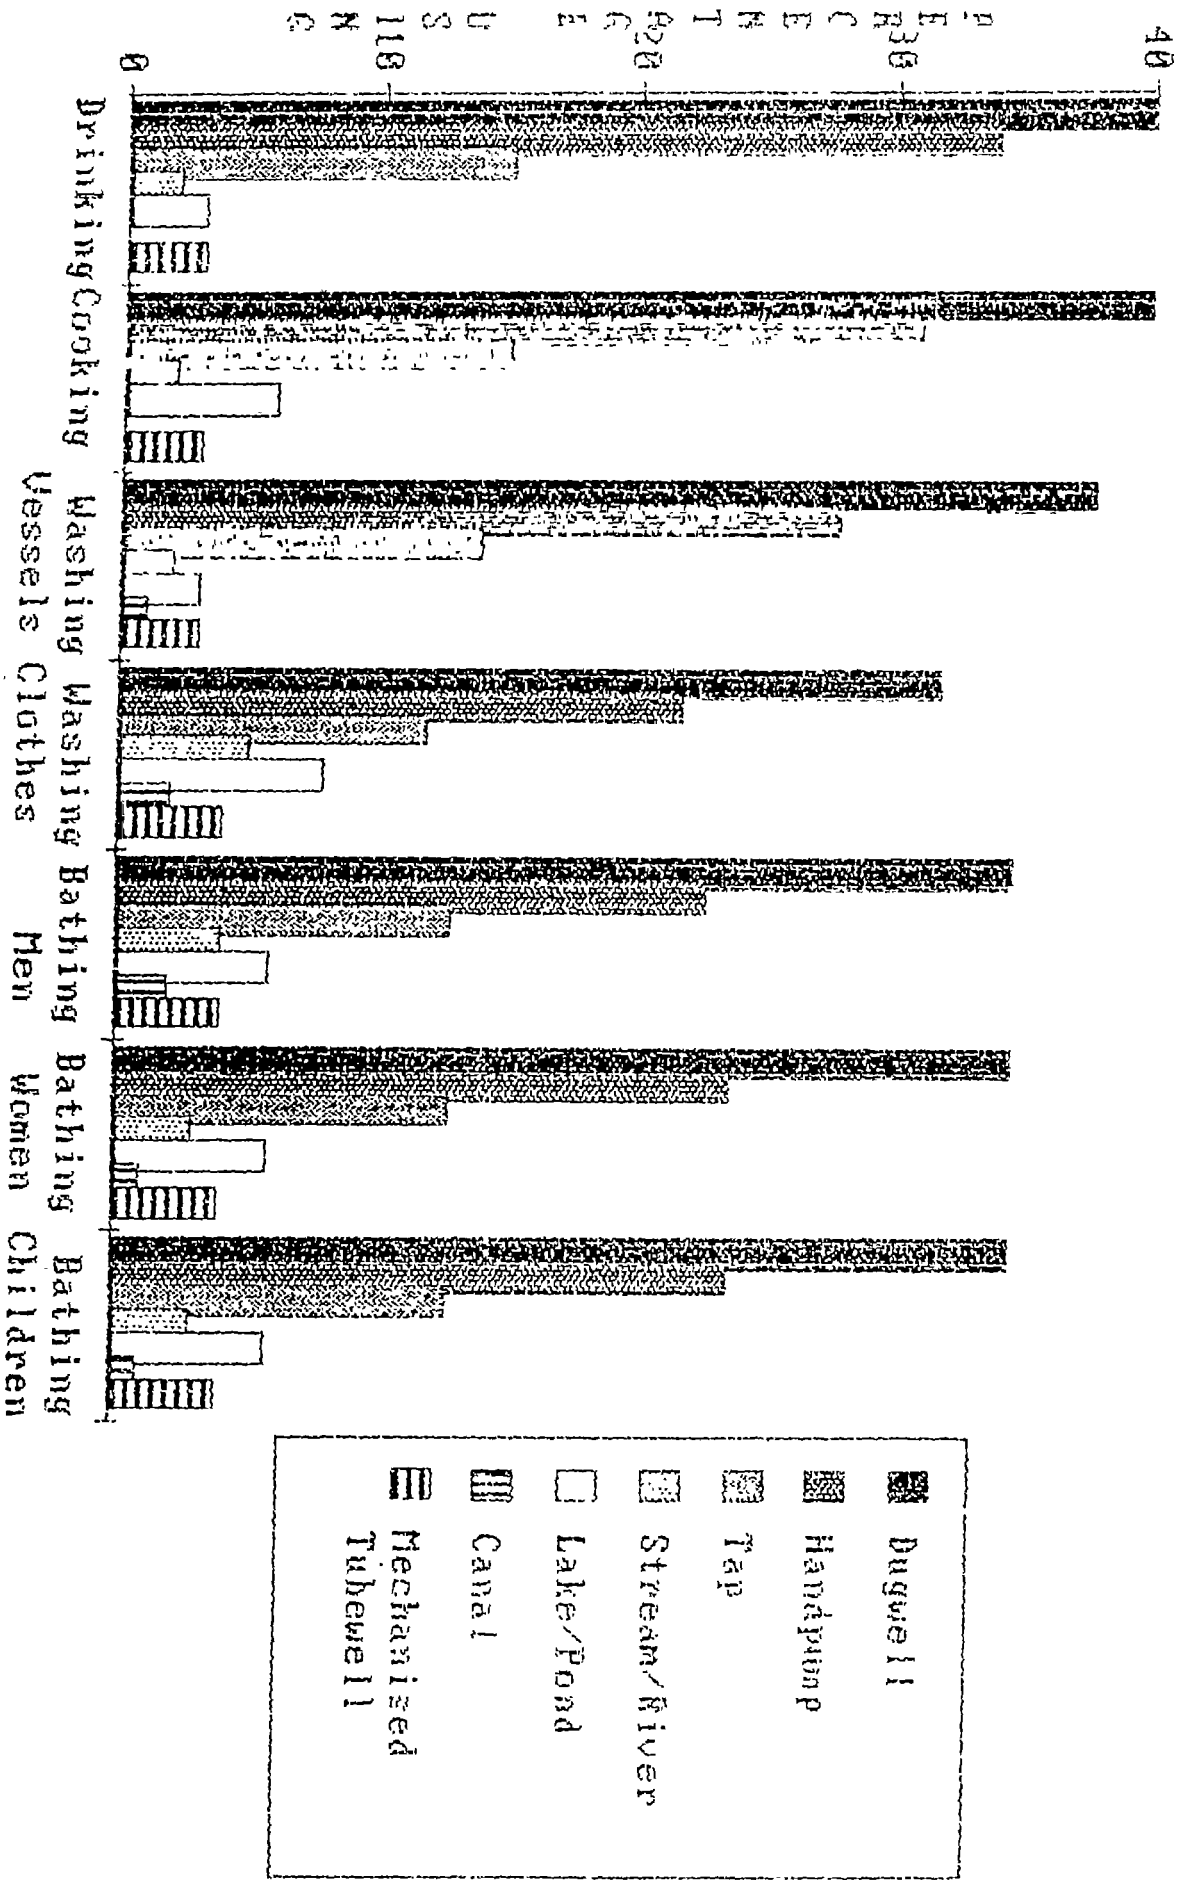 PERCENTAGE USING
40
30
20
10
0
Drinking Cooking Washing Washing Bathing Bathing Bathing
Vessels Clothes Men Women Children
Dugwell
Handpump
Tap
Stream/River
Lake/Pond
Canal
Mechanised
Tubewell